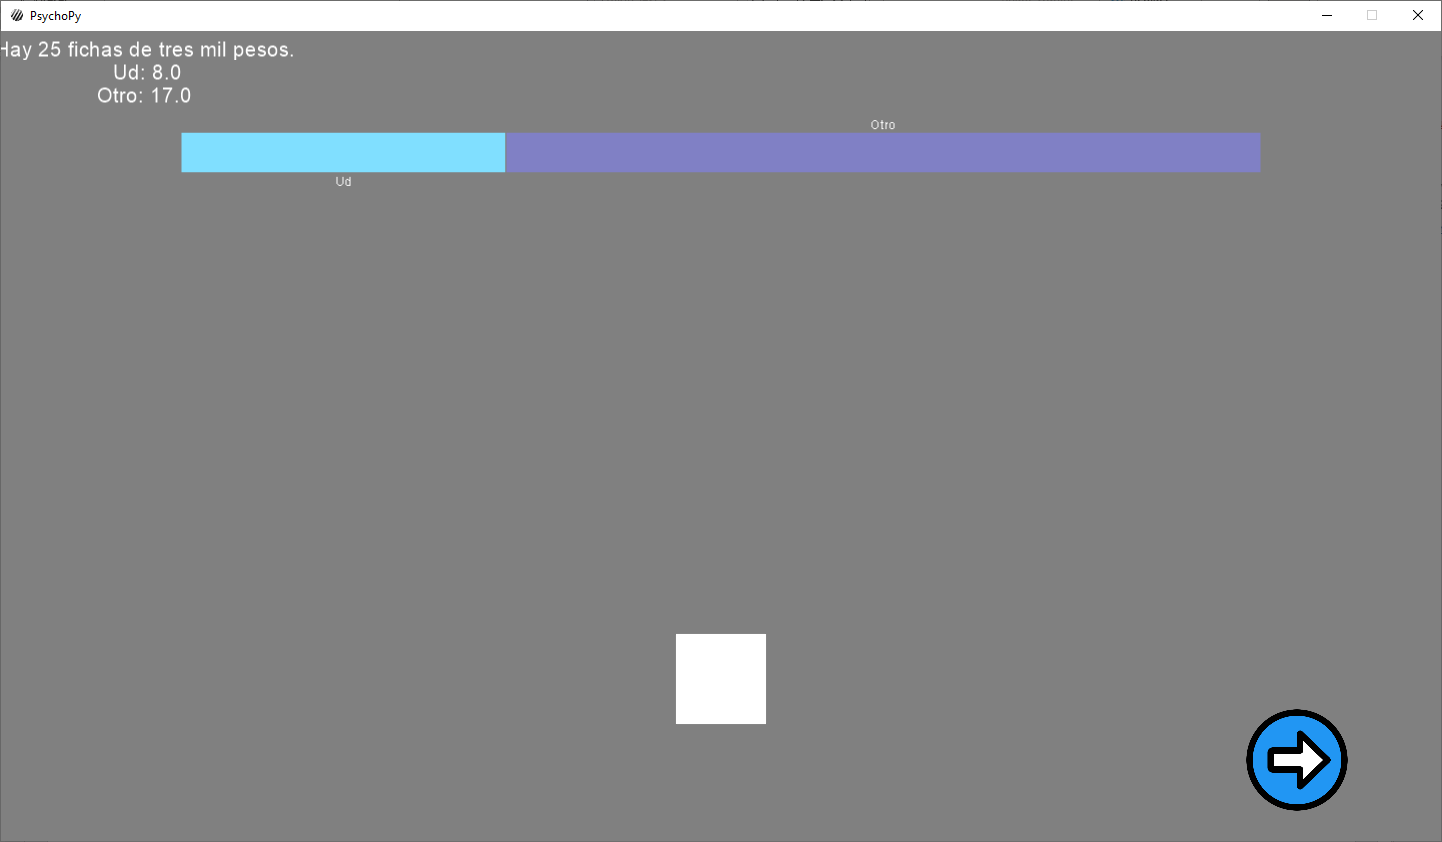 PsychoPy
Hay 25 fichas de tres mil pesos.
Ud: 8.0
Otro: 17.0
Otro
Ud